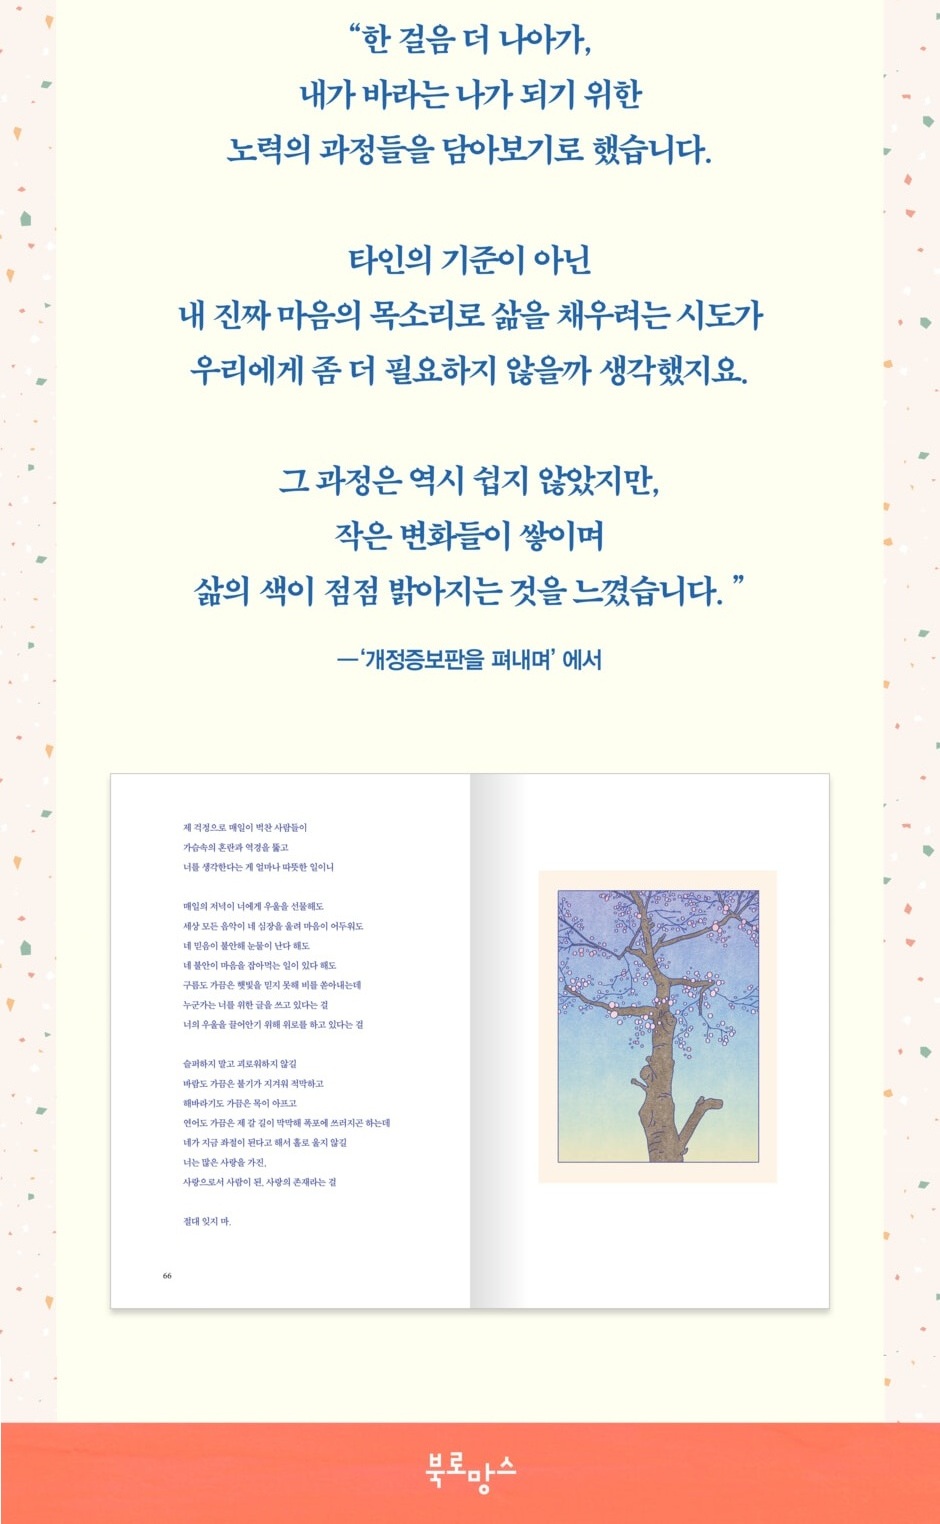 “한 걸음 더 나아가,
내가 바라는 나가 되기 위한
노력의 과정들을 담아보기로 했습니다.
타인의 기준이 아닌
내 진짜 마음의 목소리로 삶을 채우려는 시도가
우리에게 좀 더 필요하지 않을까 생각했지요.
그 과정은 역시 쉽지 않았지만,
작은 변화들이 쌓이며
삶의 색이 점점 밝아지는 것을 느꼈습니다. ”
—‘개정증보판을 펴내며’ 에서
제 걱정으로 매일이 벅찬 사람들이
가슴속의 혼란과 역경을 뚫고
너를 생각한다는 게 얼마나 따뜻한 일이니
매일의 저녁이 너에게 우울을 선물해도
세상 모든 음악이 네 심장을 울려 마음이 어두워도
네 믿음이 불안해 눈물이 난다 해도
네 불안이 마음을 잡아먹는 일이 있다 해도
구름도 가끔은 햇빛을 믿지 못해 비를 쏟아내는데
누군가는 너를 위한 글을 쓰고 있다는 걸
너의 우울을 끌어안기 위해 위로를 하고 있다는 걸
슬퍼하지 말고 괴로워하지 않길
바람도 가끔은 불기가 지겨워 적막하고
해바라기도 가끔은 목이 아프고
연어도 가끔은 제 갈 길이 막막해 폭포에 쓰러지곤 하는데
네가 지금 좌절이 된다고 해서 홀로 울지 않길
너는 많은 사랑을 가진,
사랑으로서 사람이 된, 사랑의 존재라는 걸
절대 잊지 마.
66
북로망스